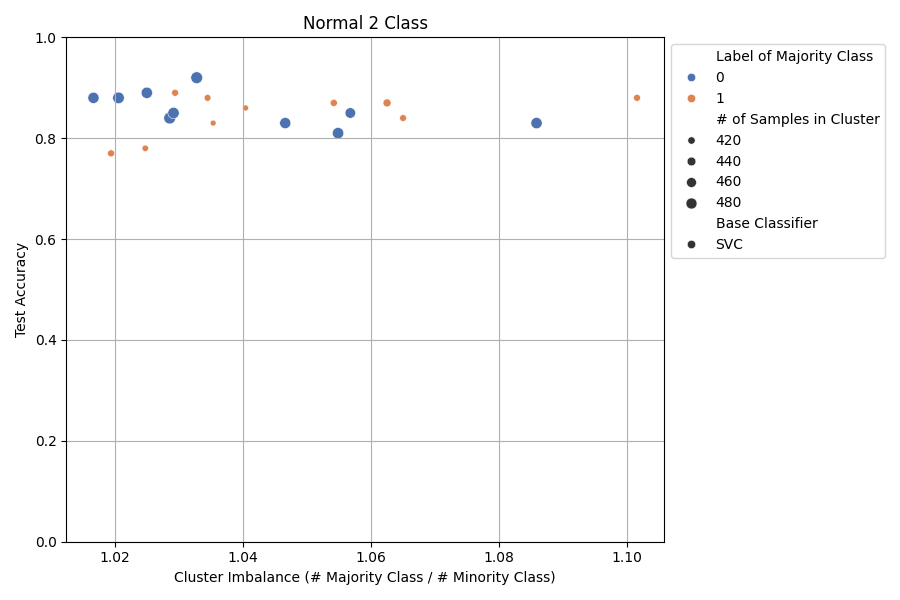 Normal 2 Class
1.0
0.8
0.6
0.4
0.2
0.0
Test Accuracy
1.02 1.04 1.06 1.08 1.10
Cluster Imbalance (# Majority Class / # Minority Class)
Label of Majority Class
0
1
# of Samples in Cluster
420
440
460
480
Base Classifier
SVC